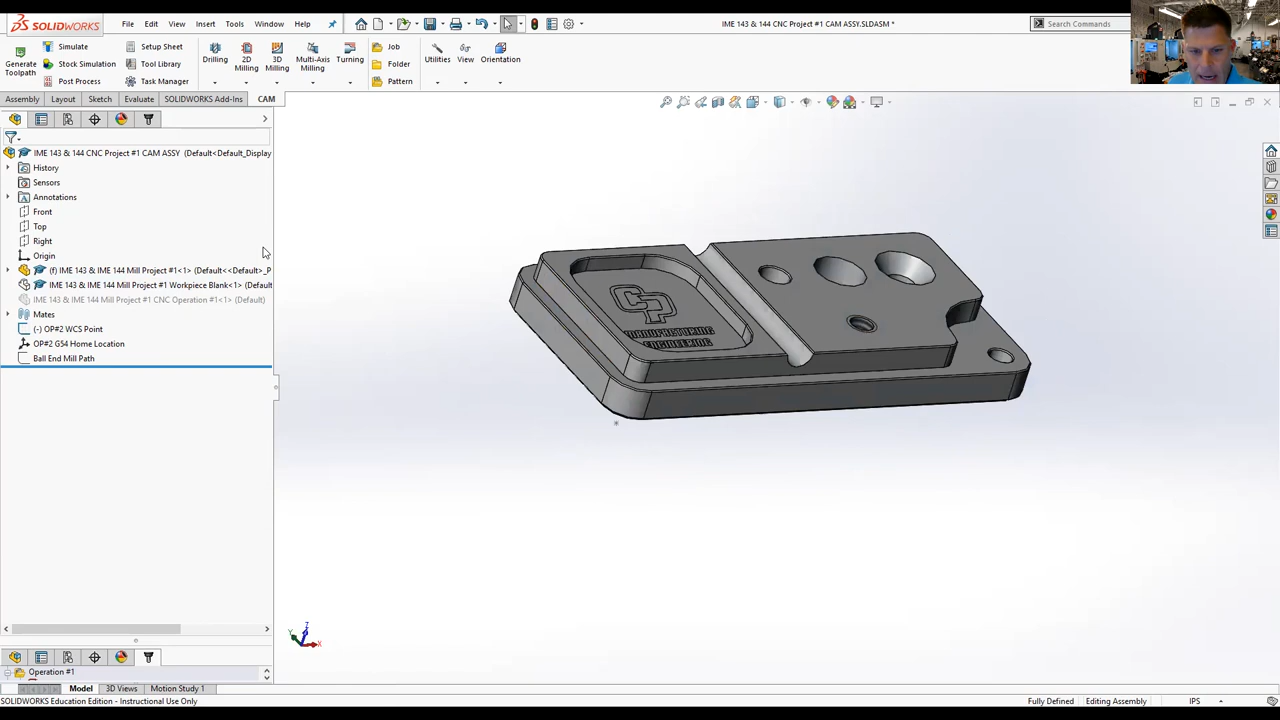 SOLIDWORKS
File Edit View Insert Tools Window Help
IME 143 & 144 CNC Project #1 CAM ASSY.SLDASM *
Search Commands
Generate Toolpath
Simulate
Stock Simulation
Post Process
Setup Sheet
Tool Library
Task Manager
Drilling
2D Milling
3D Milling
Multi-Axis Milling
Turning
Job
Folder
Pattern
Utilities
View
Orientation
Assembly Layout Sketch Evaluate SOLIDWORKS Add-Ins CAM
IME 143 & 144 CNC Project #1 CAM ASSY (Default<Default_Display
History
Sensors
Annotations
Front
Top
Right
Origin
(f) IME 143 & IME 144 Mill Project #1<1> (Default<<Default>_P
IME 143 & IME 144 Mill Project #1 Workpiece Blank<1> (Default
IME 143 & IME 144 Mill Project #1 CNC Operation #1<1> (Default)
Mates
(-) OP#2 WCS Point
OP#2 G54 Home Location
Ball End Mill Path
CP
MANUFACTURING
ENGINEERING
Z
Y
X
Operation #1
Model 3D Views Motion Study 1
SOLIDWORKS Education Edition - Instructional Use Only
Fully Defined Editing Assembly IPS